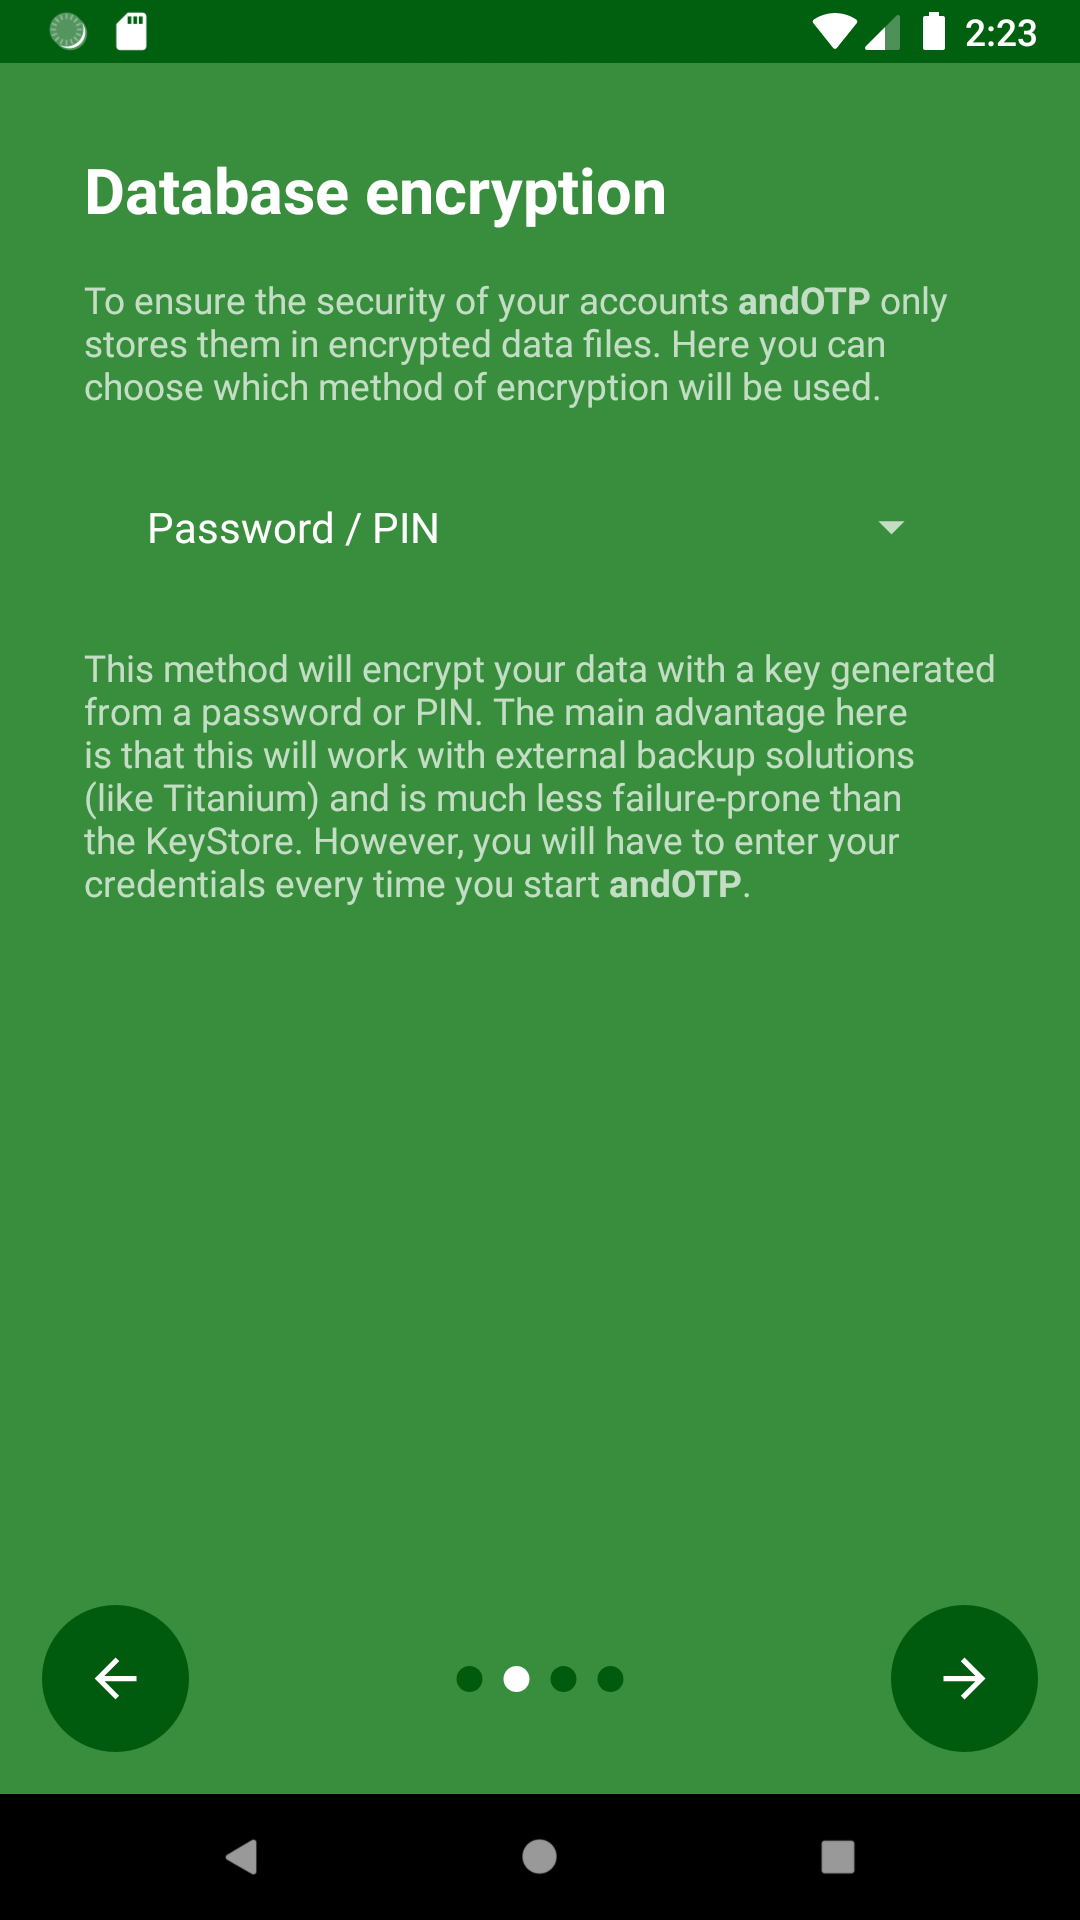 2:23
Database encryption
To ensure the security of your accounts andOTP only
stores them in encrypted data files. Here you can
choose which method of encryption will be used.
Password / PIN
This method will encrypt your data with a key generated
from a password or PIN. The main advantage here
is that this will work with external backup solutions
(like Titanium) and is much less failure-prone than
the KeyStore. However, you will have to enter your
credentials every time you start andOTP.